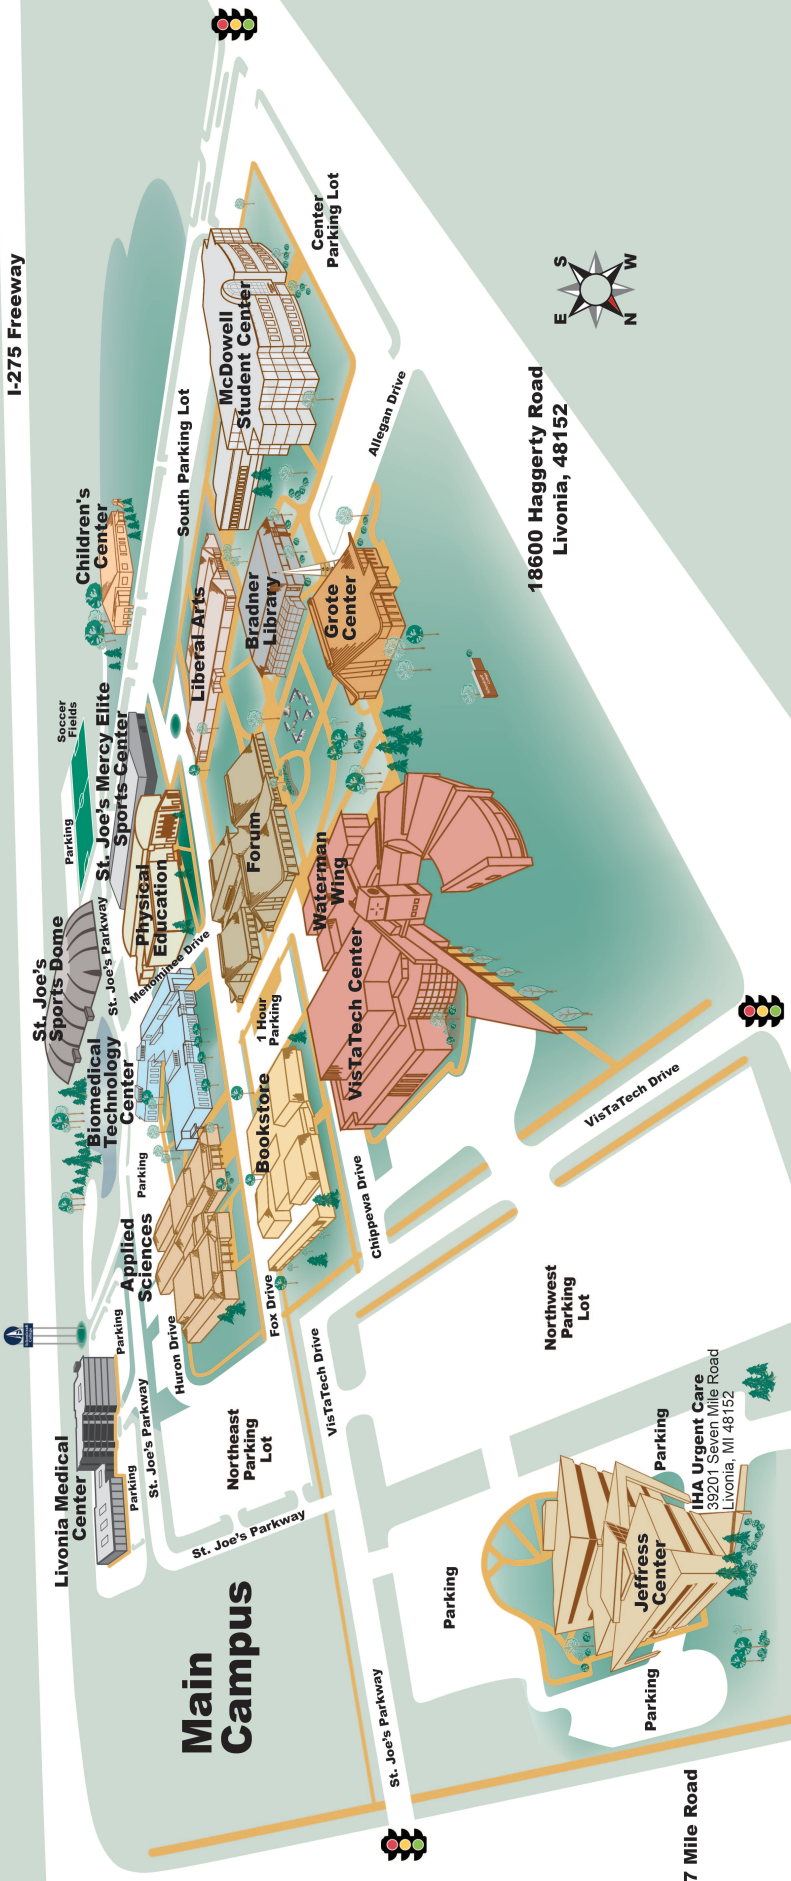 I-275 Freeway
Center
Parking Lot
McDowell
Student Center
South Parking Lot
Allegan Drive
E
S
N
W
18600 Haggerty Road
Livonia, 48152
Children's
Center
Liberal Arts
Bradner
Library
Grote
Center
Soccer
Fields
Parking
St. Joe's Mercy Elite
Sports Center
Physical
Education
Forum
Waterman
Wing
VisTaTech Center
St. Joe's
Sports Dome
St. Joe's Parkway
Menominee Drive
1 Hour
Parking
Biomedical
Technology
Center
Bookstore
VisTaTech Drive
Parking
Applied
Sciences
Chippewa Drive
Fox Drive
Huron Drive
VisTaTech Drive
Northwest
Parking
Lot
Parking
Livonia Medical
Center
Parking
St. Joe's Parkway
Northeast
Parking
Lot
St. Joe's Parkway
Parking
IHA Urgent Care
39201 Seven Mile Road
Livonia, MI 48152
Jeffress
Center
Parking
Parking
Main
Campus
St. Joe's Parkway
7 Mile Road